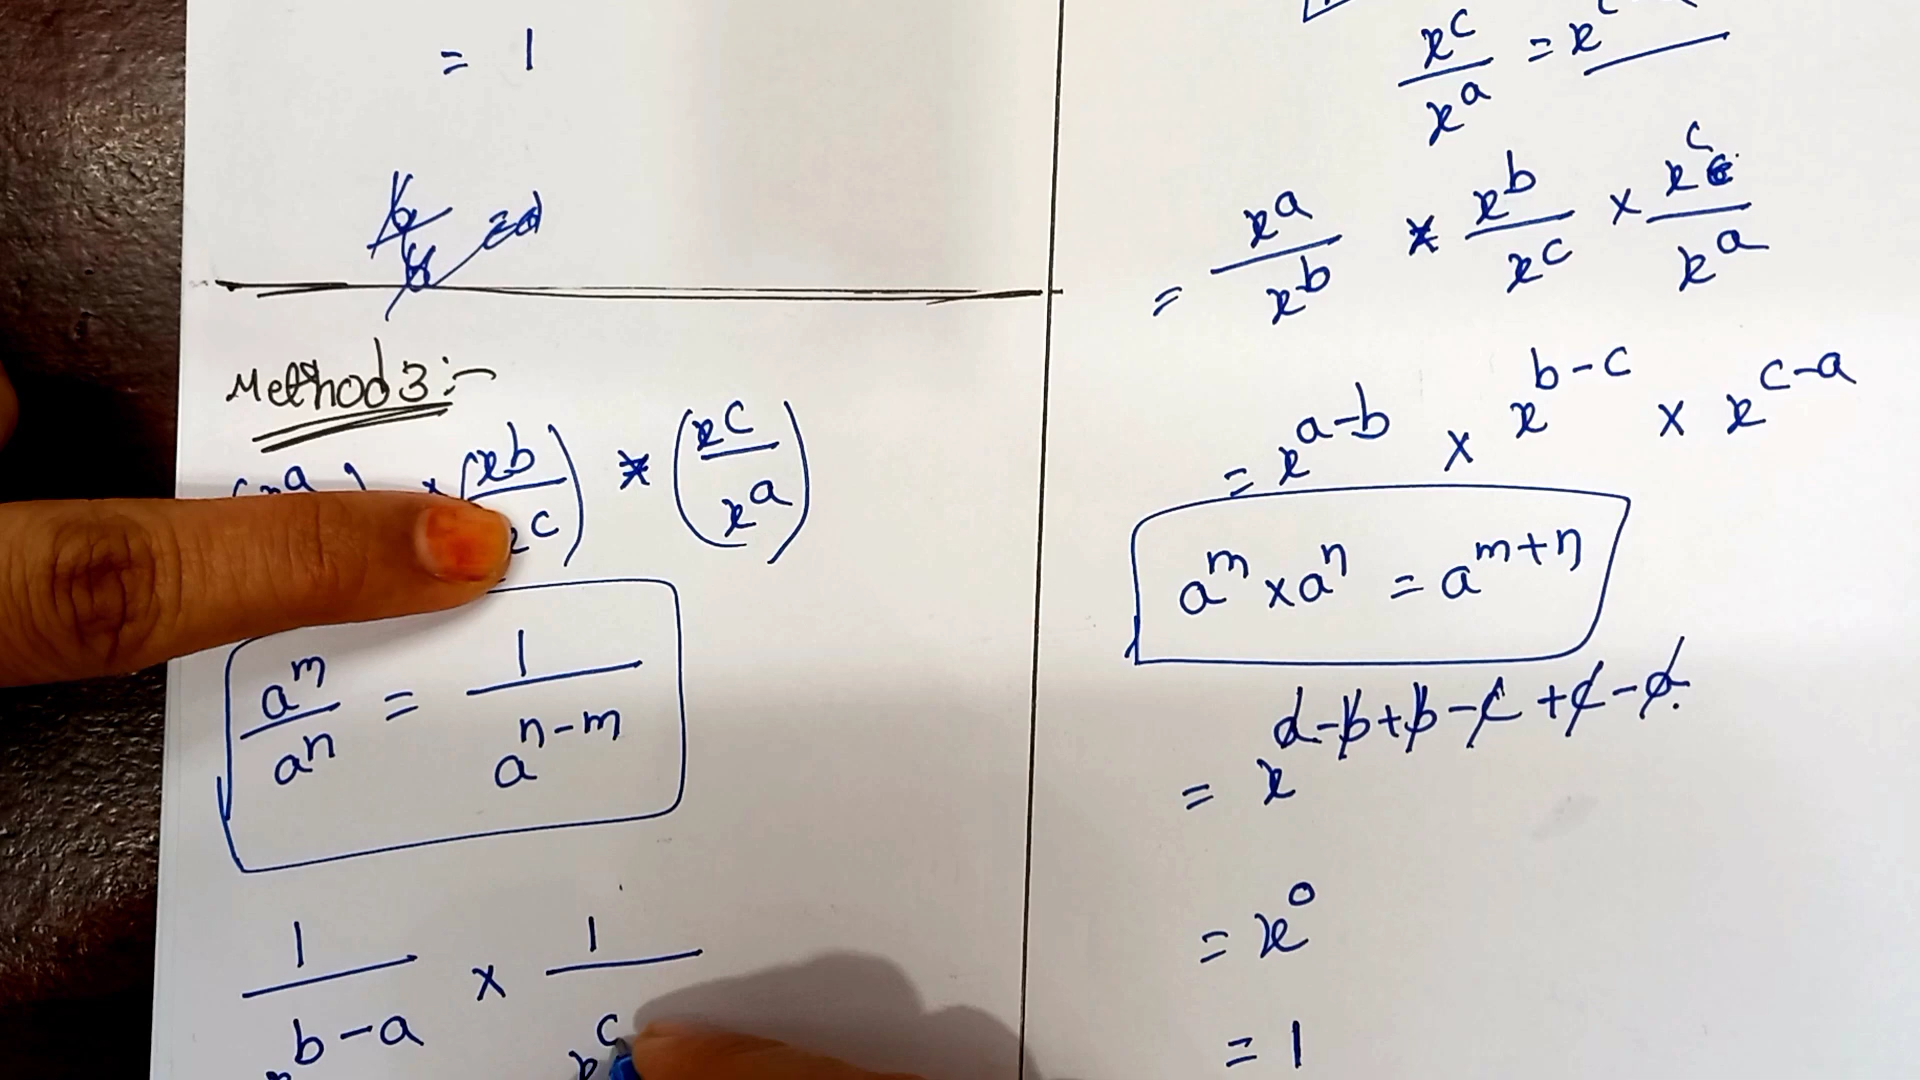 = 1
Method 3:-
(x^b/x^c) × (x^c/x^a)
a^m/a^n = 1/a^(n-m)
1/x^(b-a) × 1/x^c
x^c/x^a = x^c
= x^a/x^b × x^b/x^c × x^c/x^a
= x^(a-b) × x^(b-c) × x^(c-a)
a^m × a^n = a^(m+n)
= x^(a-b+b-c+c-a)
= x^0
= 1